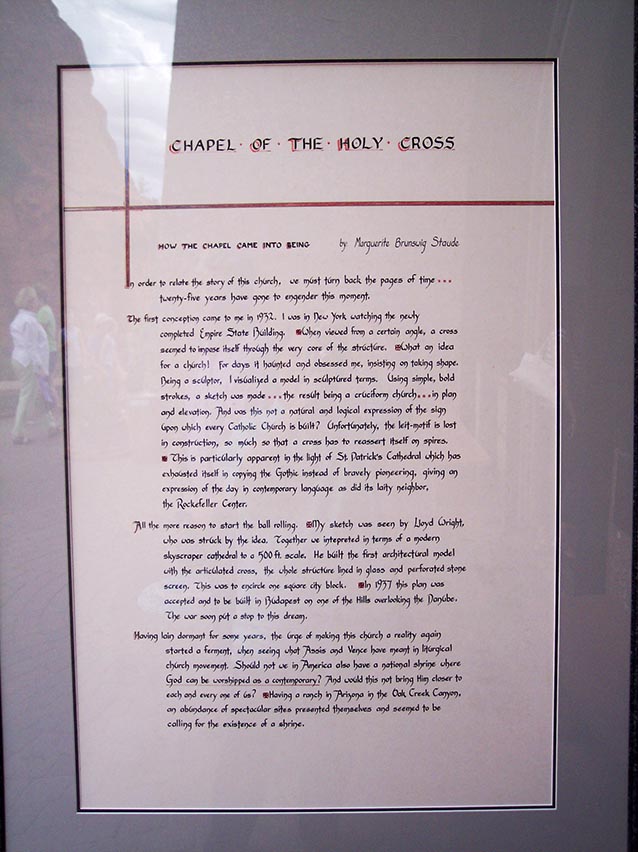 CHAPEL · OF · THE · HOLY · CROSS
HOW THE CHAPEL CAME INTO BEING by Marguerite Brunswig Staude
In order to relate the story of this church, we must turn back the pages of time...
twenty-five years have gone to engender this moment.
The first conception came to me in 1932. I was in New York watching the newly
completed Empire State Building. When viewed from a certain angle, a cross
seemed to impose itself through the very core of the structure. What an idea
for a church! For days it haunted and obsessed me, insisting on taking shape.
Being a sculptor, I visualized a model in sculptured terms. Using simple, bold
strokes, a sketch was made...the result being a cruciform church...in plan
and elevation. And was this not a natural and logical expression of the sign
upon which every Catholic Church is built? Unfortunately, the leit-motif is lost
in construction, so much so that a cross has to reassert itself on spires.
This is particularly apparent in the light of St. Patrick's Cathedral which has
exhausted itself in copying the Gothic instead of bravely pioneering, giving an
expression of the day in contemporary language as did its laity neighbor,
the Rockefeller Center.
All the more reason to start the ball rolling. My sketch was seen by Lloyd Wright,
who was struck by the idea. Together we intepreted in terms of a modern
skyscraper cathedral to a 500 ft. scale. He built the first architectural model
with the articulated cross, the whole structure lined in glass and perforated stone
screen. This was to encircle one square city block. In 1937 this plan was
accepted and to be built in Budapest on one of the Hills overlooking the Danube.
The war soon put a stop to this dream.
Having lain dormant for some years, the urge of making this church a reality again
started a ferment, when seeing what Assis and Vence have meant in liturgical
church movement. Should not we in America also have a national shrine where
God can be worshipped as a contemporary? And would this not bring Him closer to
each and every one of us? Having a ranch in Arizona in the Oak Creek Canyon,
an abundance of spectacular sites presented themselves and seemed to be
calling for the existence of a shrine.